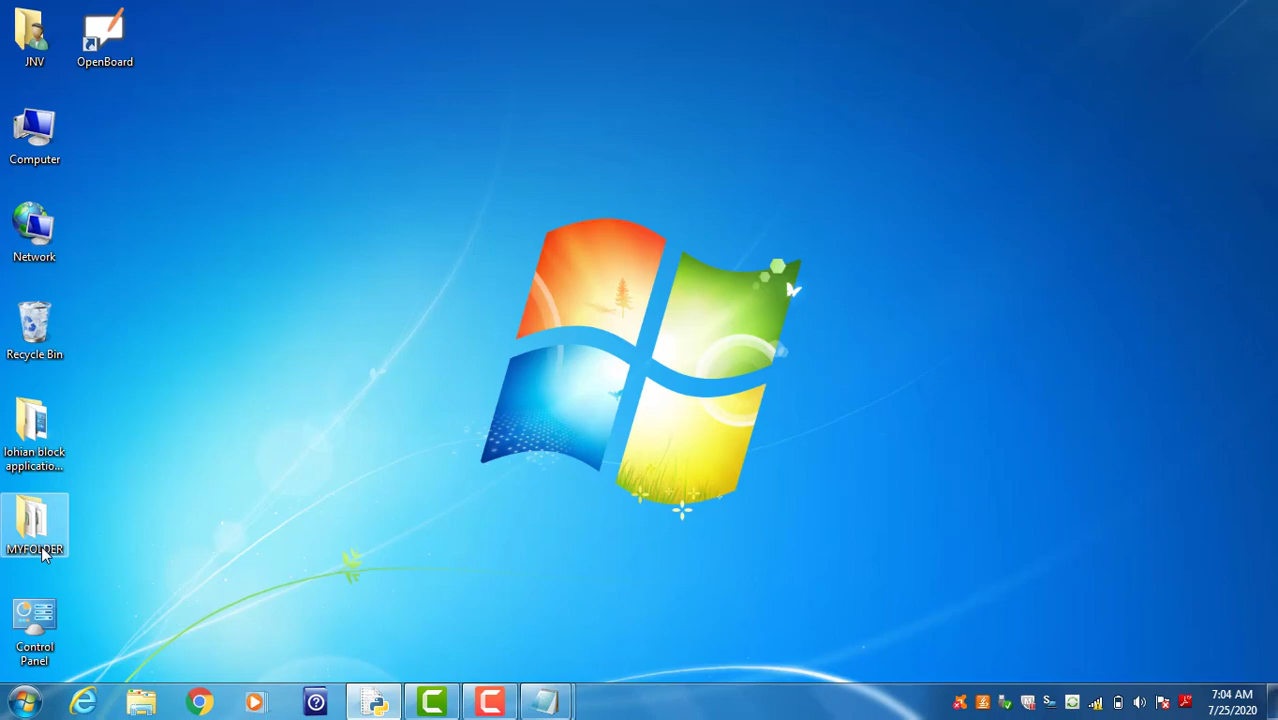 JNV
OpenBoard
Computer
Network
Recycle Bin
lohian block
applicatio...
MYFOLDER
Control
Panel
7:04 AM
7/25/2020